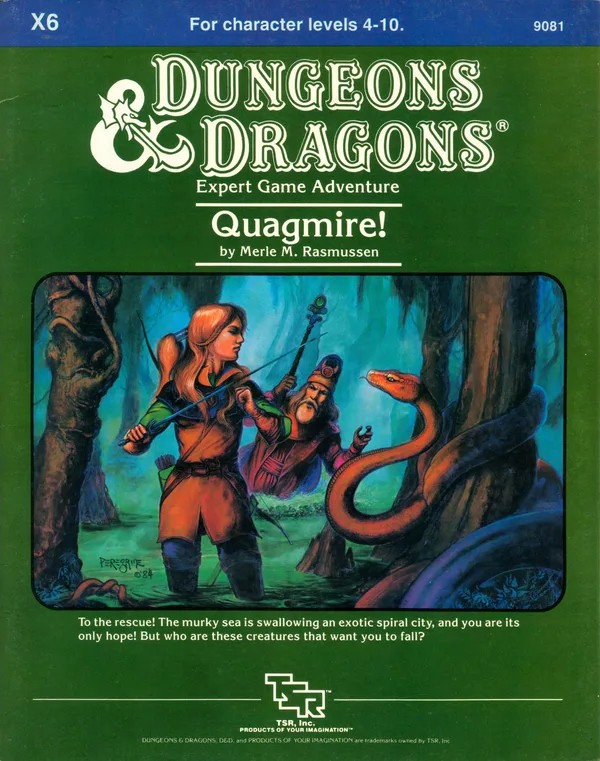 X6
For character levels 4-10.
9081
DUNGEONS
& DRAGONS®
Expert Game Adventure
Quagmire!
by Merle M. Rasmussen
PEREGRINE
©/84
To the rescue! The murky sea is swallowing an exotic spiral city, and you are its
only hope! But who are these creatures that want you to fall?
TSR™
TSR, Inc.
PRODUCTS OF YOUR IMAGINATION™
DUNGEONS & DRAGONS, D&D, and PRODUCTS OF YOUR IMAGINATION are trademarks owned by TSR, Inc